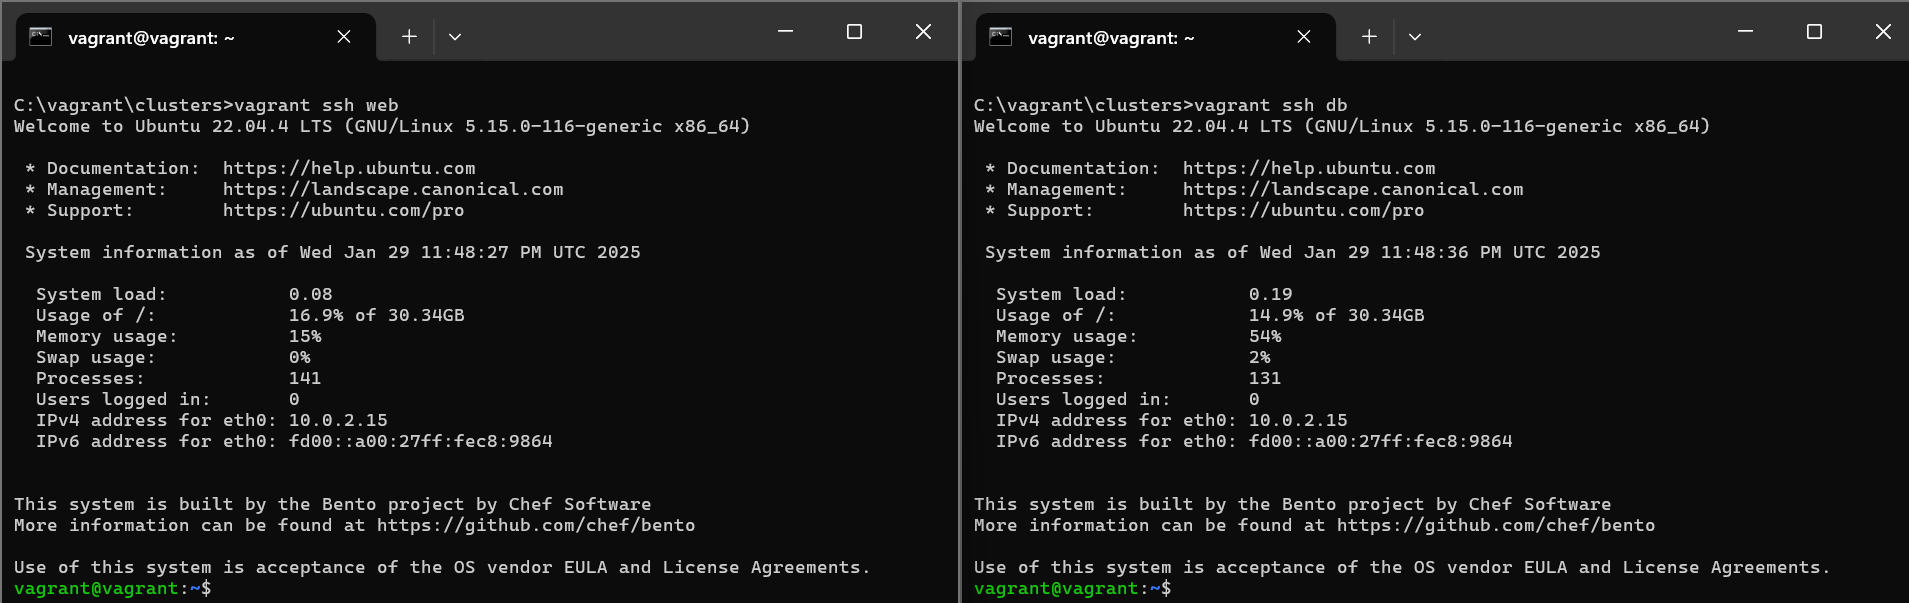 vagrant@vagrant: ~
C:\vagrant\clusters>vagrant ssh web
Welcome to Ubuntu 22.04.4 LTS (GNU/Linux 5.15.0-116-generic x86_64)
* Documentation:  https://help.ubuntu.com
* Management:     https://landscape.canonical.com
* Support:        https://ubuntu.com/pro
System information as of Wed Jan 29 11:48:27 PM UTC 2025
System load:           0.08
Usage of /:            16.9% of 30.34GB
Memory usage:          15%
Swap usage:            0%
Processes:             141
Users logged in:       0
IPv4 address for eth0: 10.0.2.15
IPv6 address for eth0: fd00::a00:27ff:fec8:9864
This system is built by the Bento project by Chef Software
More information can be found at https://github.com/chef/bento
Use of this system is acceptance of the OS vendor EULA and License Agreements.
vagrant@vagrant:~$
vagrant@vagrant: ~
C:\vagrant\clusters>vagrant ssh db
Welcome to Ubuntu 22.04.4 LTS (GNU/Linux 5.15.0-116-generic x86_64)
* Documentation:  https://help.ubuntu.com
* Management:     https://landscape.canonical.com
* Support:        https://ubuntu.com/pro
System information as of Wed Jan 29 11:48:36 PM UTC 2025
System load:           0.19
Usage of /:            14.9% of 30.34GB
Memory usage:          54%
Swap usage:            2%
Processes:             131
Users logged in:       0
IPv4 address for eth0: 10.0.2.15
IPv6 address for eth0: fd00::a00:27ff:fec8:9864
This system is built by the Bento project by Chef Software
More information can be found at https://github.com/chef/bento
Use of this system is acceptance of the OS vendor EULA and License Agreements.
vagrant@vagrant:~$